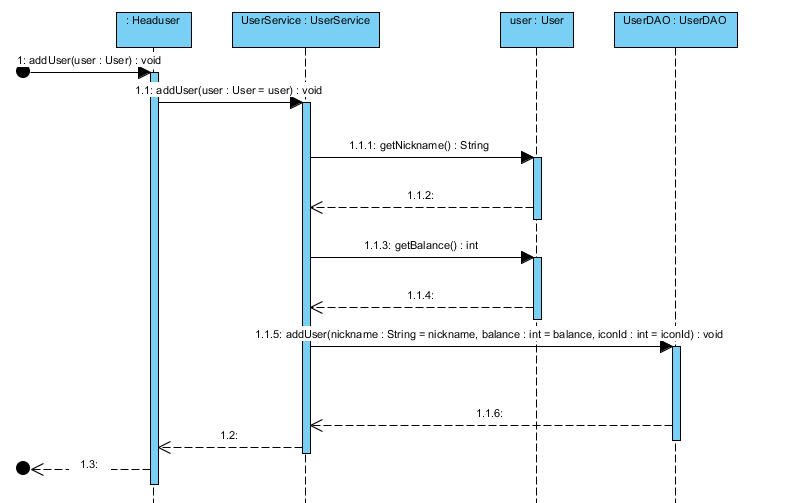 : Headuser
UserService : UserService
user : User
UserDAO : UserDAO
1: addUser(user : User) : void
1.1: addUser(user : User = user) : void
1.1.1: getNickname() : String
1.1.2:
1.1.3: getBalance() : int
1.1.4:
1.1.5: addUser(nickname : String = nickname, balance : int = balance, iconId : int = iconId) : void
1.1.6:
1.2:
1.3: